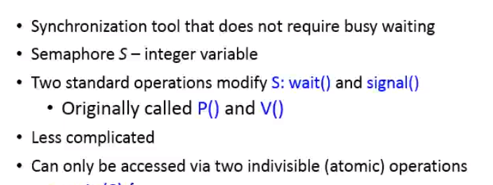 • Synchronization tool that does not require busy waiting
• Semaphore S – integer variable
• Two standard operations modify S: wait() and signal()
• Originally called P() and V()
• Less complicated
• Can only be accessed via two indivisible (atomic) operations